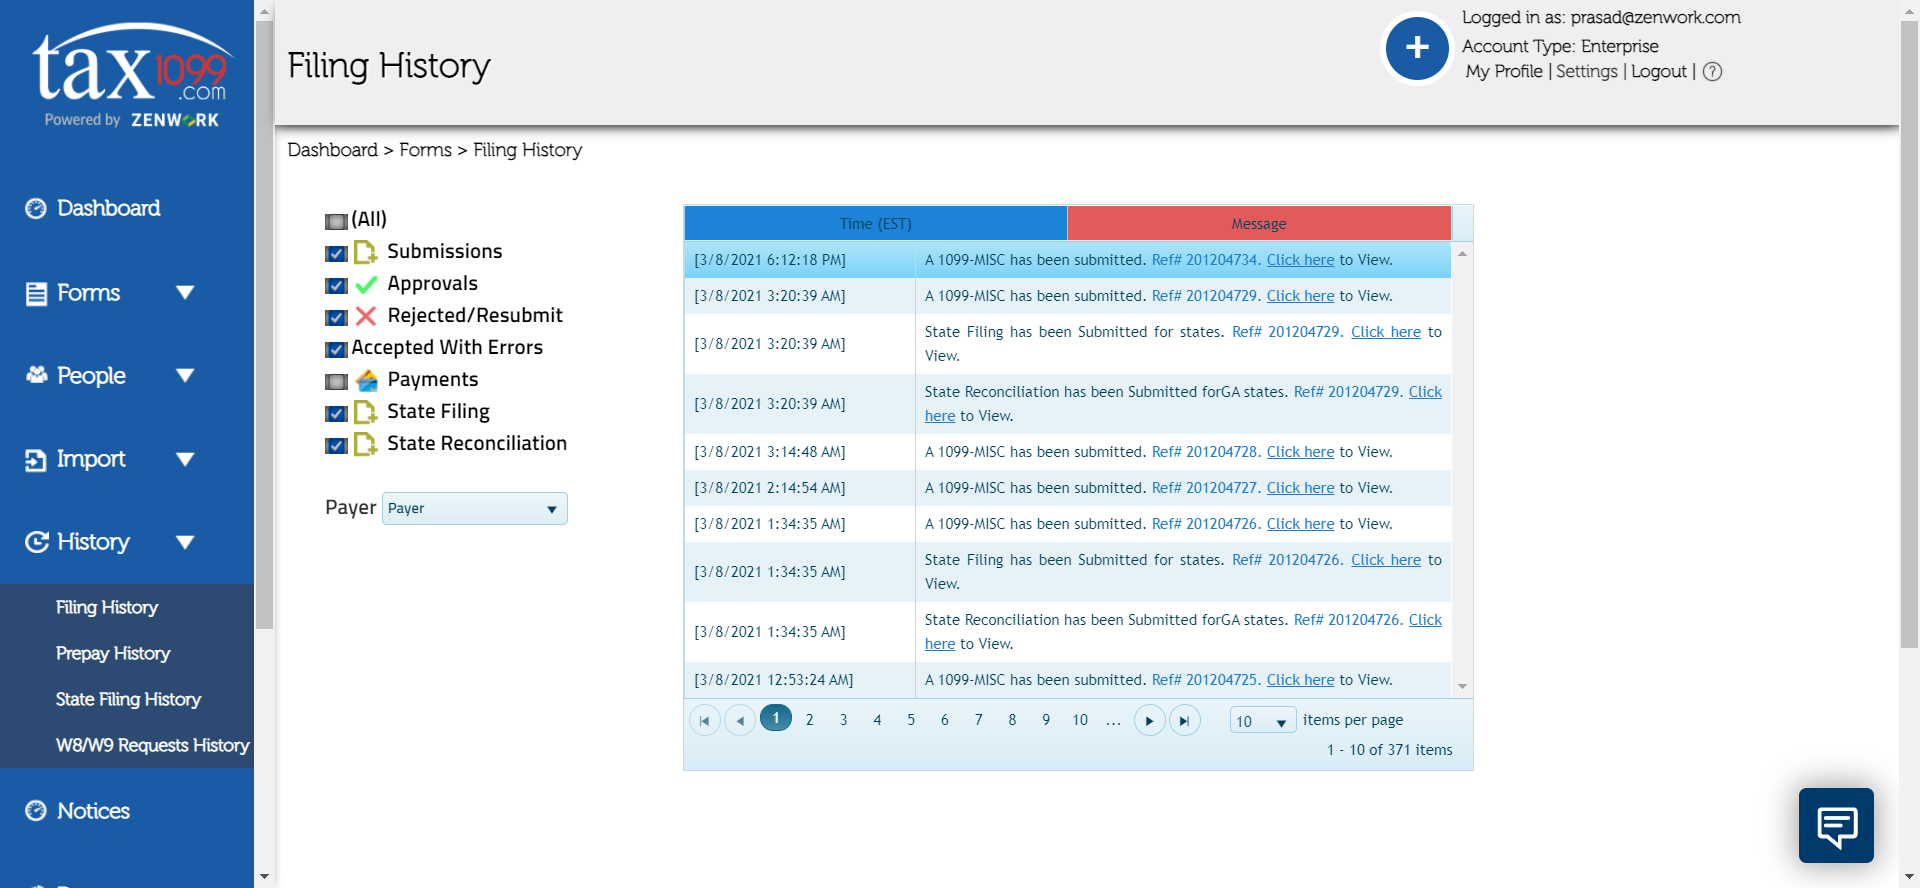 tax1099
.com
Powered by ZENWORK
Dashboard
Forms
People
Import
History
Filing History
Prepay History
State Filing History
W8/W9 Requests History
Notices
Filing History
+
Logged in as: prasad@zenwork.com
Account Type: Enterprise
My Profile | Settings | Logout | ?
Dashboard > Forms > Filing History
(All)
Submissions
Approvals
Rejected/Resubmit
Accepted With Errors
Payments
State Filing
State Reconciliation
Payer Payer
Time (EST) Message
[3/8/2021 6:12:18 PM] A 1099-MISC has been submitted. Ref# 201204734. Click here to View.
[3/8/2021 3:20:39 AM] A 1099-MISC has been submitted. Ref# 201204729. Click here to View.
[3/8/2021 3:20:39 AM] State Filing has been Submitted for states. Ref# 201204729. Click here to
View.
[3/8/2021 3:20:39 AM] State Reconciliation has been Submitted forGA states. Ref# 201204729. Click
here to View.
[3/8/2021 3:14:48 AM] A 1099-MISC has been submitted. Ref# 201204728. Click here to View.
[3/8/2021 2:14:54 AM] A 1099-MISC has been submitted. Ref# 201204727. Click here to View.
[3/8/2021 1:34:35 AM] A 1099-MISC has been submitted. Ref# 201204726. Click here to View.
[3/8/2021 1:34:35 AM] State Filing has been Submitted for states. Ref# 201204726. Click here to
View.
[3/8/2021 1:34:35 AM] State Reconciliation has been Submitted forGA states. Ref# 201204726. Click
here to View.
[3/8/2021 12:53:24 AM] A 1099-MISC has been submitted. Ref# 201204725. Click here to View.
1 2 3 4 5 6 7 8 9 10 ... 10 items per page
1 - 10 of 371 items